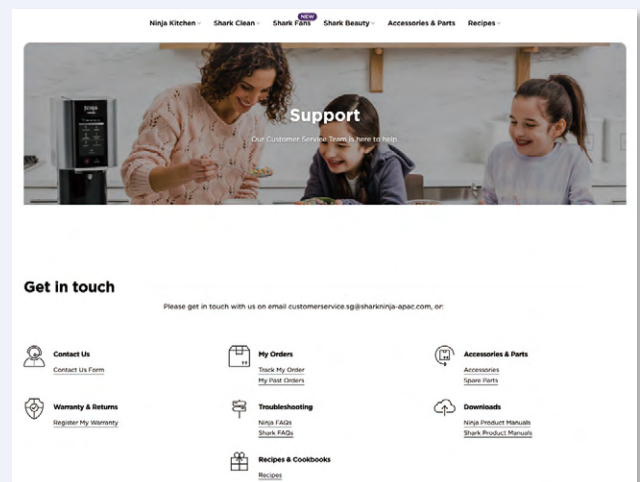 NEW
Ninja Kitchen Shark Clean Shark Fans Shark Beauty Accessories & Parts Recipes
NINJA
Support
Our Customer Service Team is here to help.
Get in touch
Please get in touch with us on email customerservice.sg@sharkninja-apac.com, or:
Contact Us
Contact Us Form
My Orders
Track My Order
My Past Orders
Accessories & Parts
Accessories
Spare Parts
Warranty & Returns
Register My Warranty
Troubleshooting
Ninja FAQs
Shark FAQs
Downloads
Ninja Product Manuals
Shark Product Manuals
Recipes & Cookbooks
Recipes